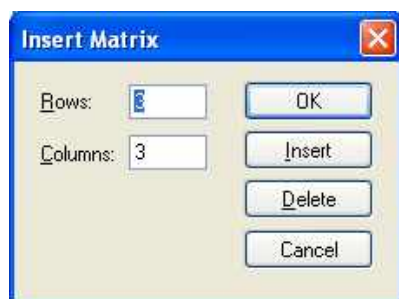 Insert Matrix
Rows: 3
OK
Columns: 3
Insert
Delete
Cancel